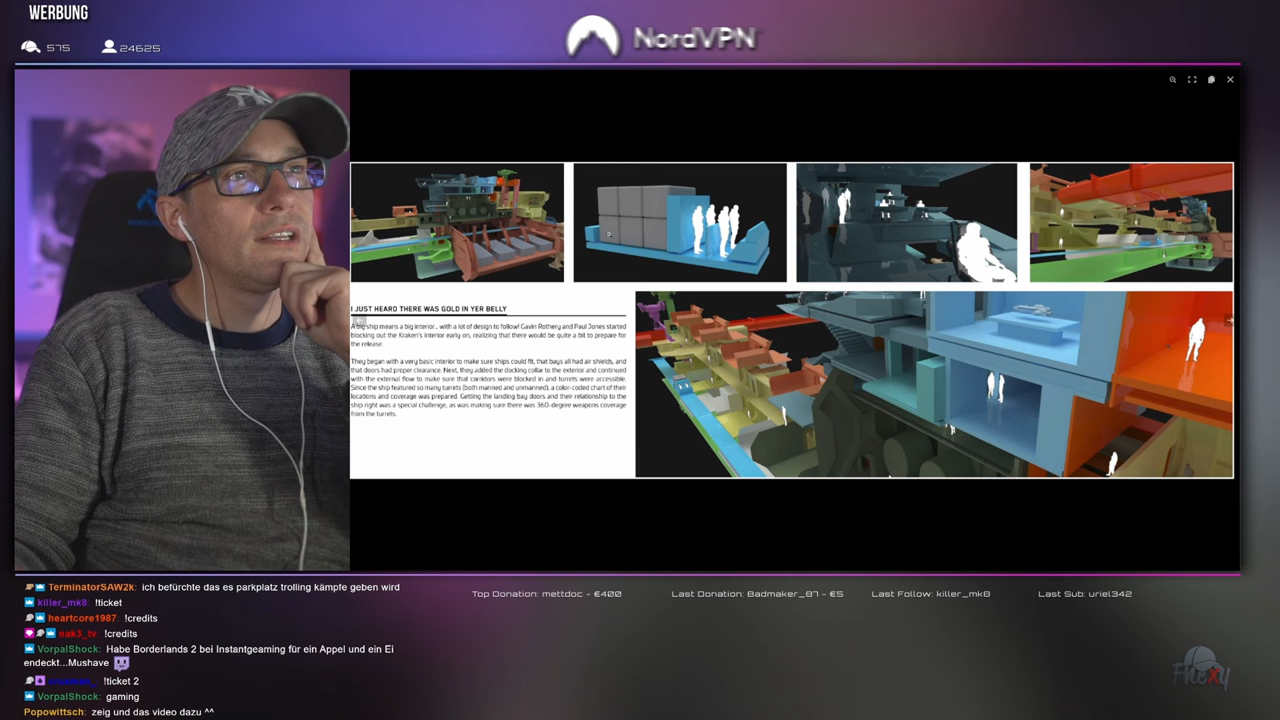 WERBUNG
575
24625
NordVPN
I JUST HEARD THERE WAS GOLD IN YER BELLY
A big ship means a big interior... with a lot of design to follow! Gavin Rothery and Paul Jones started
blocking out the Kraken's interior early on, realizing that there would be quite a bit to prepare for
the release.
They began with a very basic interior to make sure ships could fit, that bays all had air shields, and
that doors had proper clearance. Next, they added the docking collar to the exterior and continued
with the external flow to make sure that corridors were blocked in and turrets were accessible.
Since the ship featured so many turrets (both manned and unmanned), a color-coded chart of their
locations and coverage was prepared. Getting the landing bay doors and their relationship to the
ship right was a special challenge, as was making sure there was 360-degree weapons coverage
from the turrets.
TerminatorSAW2k: ich befürchte das es parkplatz trolling kämpfe geben wird
killer_mk8: !ticket
heartcore1987: !credits
nak3_tv: !credits
VorpalShock: Habe Borderlands 2 bei Instantgaming für ein Appel und ein Ei
endeckt...Mushave
!ticket 2
VorpalShock: gaming
Popowittsch: zeig und das video dazu ^^
Top Donation: mettdoc - €400
Last Donation: Badmaker_87 - €5
Last Follow: killer_mk8
Last Sub: uriel342
Fhexy